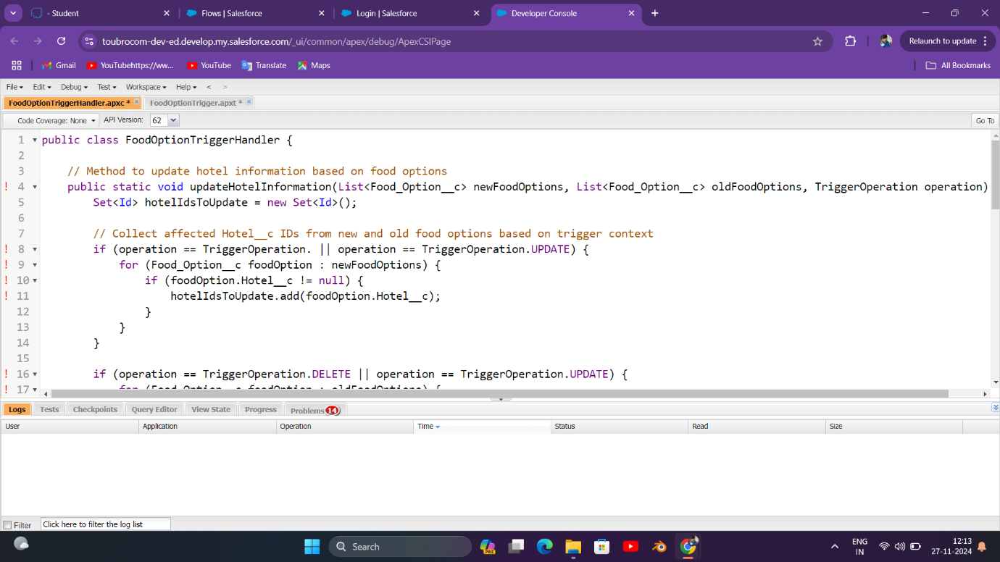 - Student
Flows | Salesforce
Login | Salesforce
Developer Console
toubrocom-dev-ed.develop.my.salesforce.com/_ui/common/apex/debug/ApexCSIPage
Relaunch to update
Gmail
YouTubehttps://ww...
YouTube
Translate
Maps
All Bookmarks
File Edit Debug Test Workspace Help < >
FoodOptionTriggerHandler.apxc * FoodOptionTrigger.apxt *
Code Coverage: None API Version: 62 Go To
1 public class FoodOptionTriggerHandler {
2
3 // Method to update hotel information based on food options
! 4 public static void updateHotelInformation(List<Food_Option__c> newFoodOptions, List<Food_Option__c> oldFoodOptions, TriggerOperation operation)
5 Set<Id> hotelIdsToUpdate = new Set<Id>();
6
7 // Collect affected Hotel__c IDs from new and old food options based on trigger context
! 8 if (operation == TriggerOperation. || operation == TriggerOperation.UPDATE) {
! 9 for (Food_Option__c foodOption : newFoodOptions) {
! 10 if (foodOption.Hotel__c != null) {
! 11 hotelIdsToUpdate.add(foodOption.Hotel__c);
12 }
13 }
14 }
15
! 16 if (operation == TriggerOperation.DELETE || operation == TriggerOperation.UPDATE) {
! 17 for (Food_Option__c foodOption : oldFoodOptions) {
Logs Tests Checkpoints Query Editor View State Progress Problems 14
User Application Operation Time Status Read Size
Filter Click here to filter the log list
Search
PRE
ENG
IN
12:13
27-11-2024